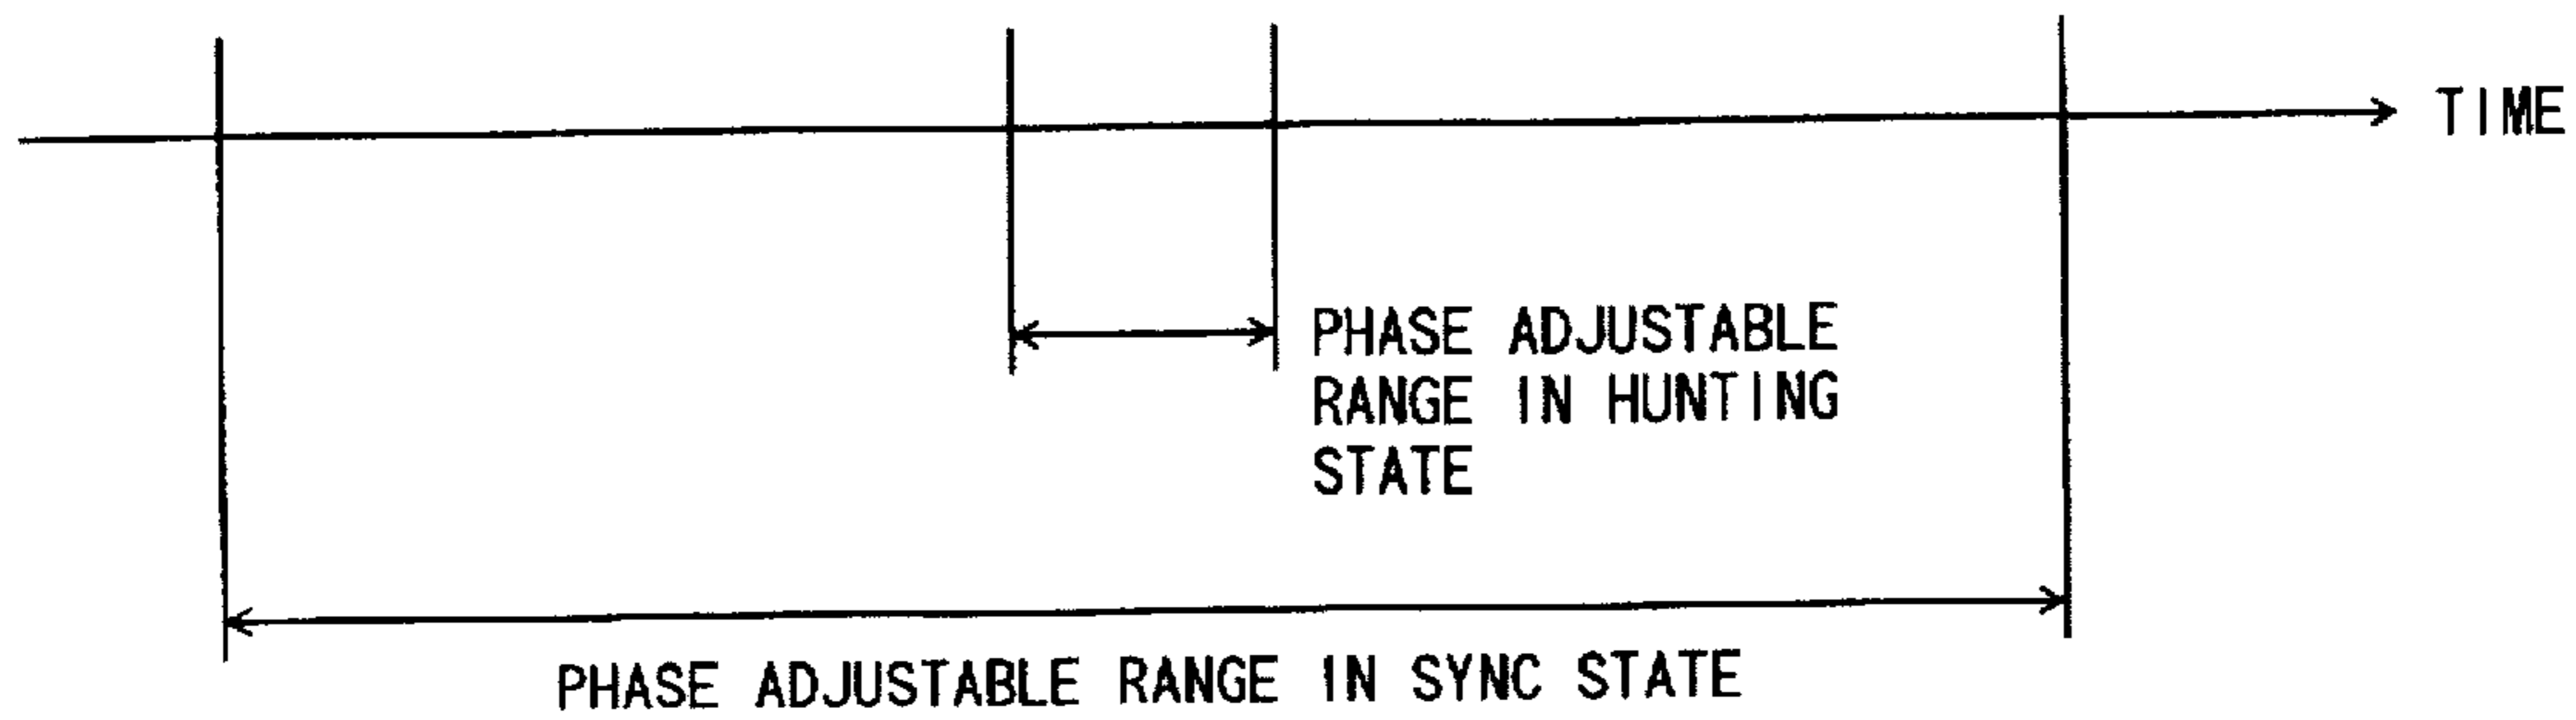 TIME
PHASE ADJUSTABLE
RANGE IN HUNTING
STATE
PHASE ADJUSTABLE RANGE IN SYNC STATE